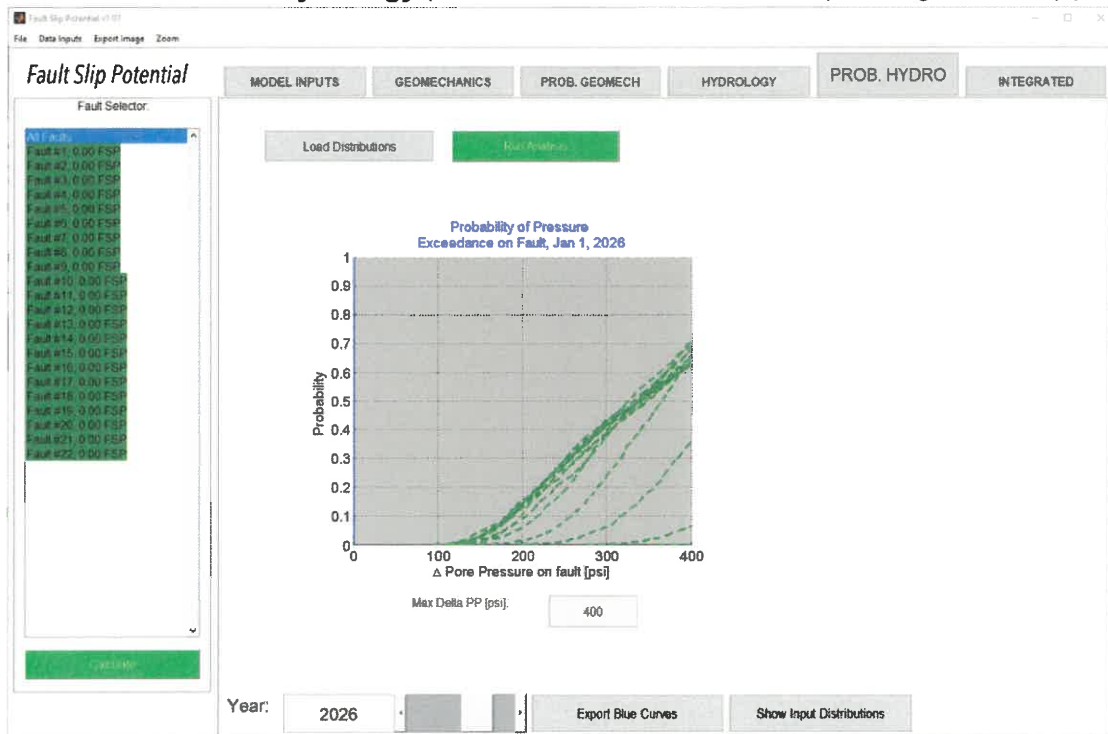 Fault Slip Potential v1.07
File Data Inputs Export Image Zoom
Fault Slip Potential
MODEL INPUTS GEOMECHANICS PROB. GEOMECH HYDROLOGY PROB. HYDRO INTEGRATED
Fault Selector:
All Faults
Fault #1, 0.00 FSP
Fault #2, 0.00 FSP
Fault #3, 0.00 FSP
Fault #4, 0.00 FSP
Fault #5, 0.00 FSP
Fault #6, 0.00 FSP
Fault #7, 0.00 FSP
Fault #8, 0.00 FSP
Fault #9, 0.00 FSP
Fault #10, 0.00 FSP
Fault #11, 0.00 FSP
Fault #12, 0.00 FSP
Fault #13, 0.00 FSP
Fault #14, 0.00 FSP
Fault #15, 0.00 FSP
Fault #16, 0.00 FSP
Fault #17, 0.00 FSP
Fault #18, 0.00 FSP
Fault #19, 0.00 FSP
Fault #20, 0.00 FSP
Fault #21, 0.00 FSP
Fault #22, 0.00 FSP
Calculate
Load Distributions Run Analysis
Probability of Pressure
Exceedance on Fault, Jan 1, 2026
1
0.9
0.8
0.7
0.6
0.5
0.4
0.3
0.2
0.1
0
Probability
0 100 200 300 400
Δ Pore Pressure on fault [psi]
Max Delta PP [psi]: 400
Year: 2026 Export Blue Curves Show Input Distributions